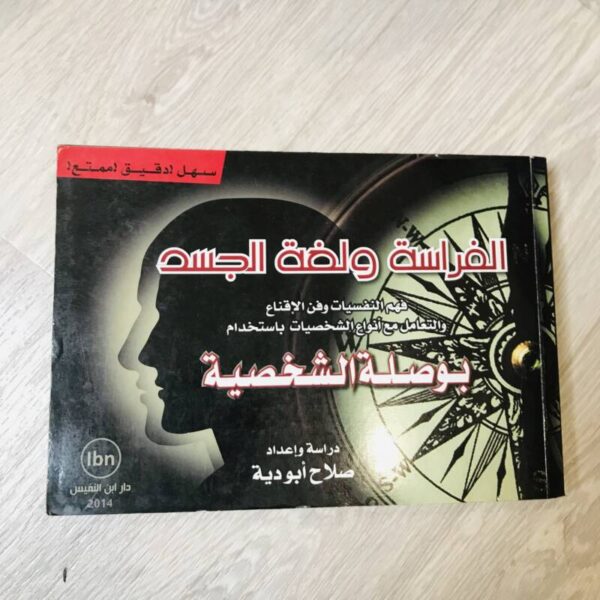 سهل !دقيق !ممتع!
الفراسة ولغة الجسد
فهم النفسيات وفن الإقناع
والتعامل مع أنواع الشخصيات باستخدام
بوصلة الشخصية
دراسة وإعداد
صلاح أبودية
Ibn
دار ابن النفيس
2014